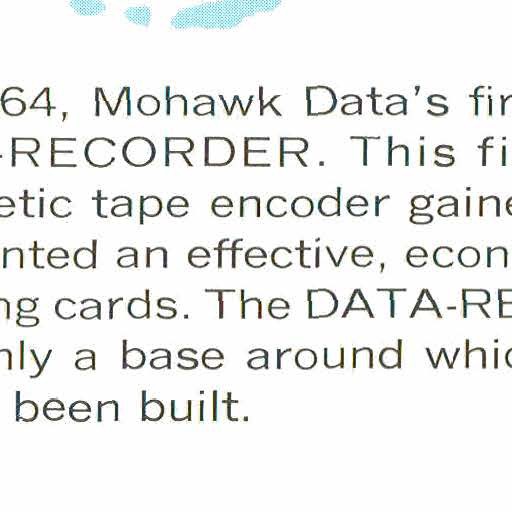 64, Mohawk Data's fir
-RECORDER. This fi
etic tape encoder gaine
nted an effective, econ
ng cards. The DATA-RE
nly a base around whic
been built.